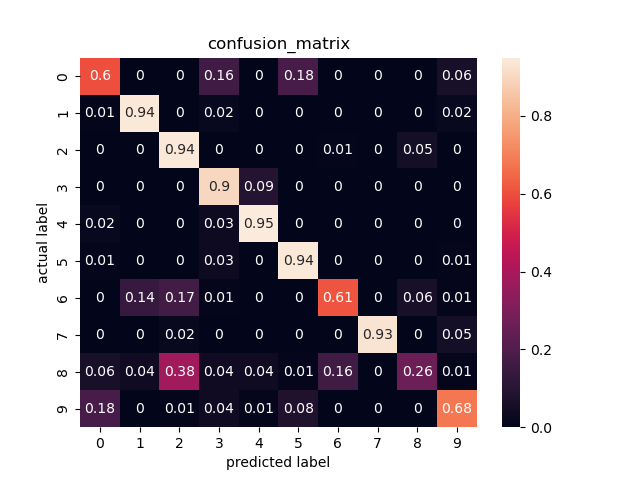 confusion_matrix
0 0.6 0 0 0.16 0 0.18 0 0 0 0.06
1 0.01 0.94 0 0.02 0 0 0 0 0 0.02
2 0 0 0.94 0 0 0 0.01 0 0.05 0
3 0 0 0 0.9 0.09 0 0 0 0 0
4 0.02 0 0 0.03 0.95 0 0 0 0 0
5 0.01 0 0 0.03 0 0.94 0 0 0 0.01
6 0 0.14 0.17 0.01 0 0 0.61 0 0.06 0.01
7 0 0 0.02 0 0 0 0 0.93 0 0.05
8 0.06 0.04 0.38 0.04 0.04 0.01 0.16 0 0.26 0.01
9 0.18 0 0.01 0.04 0.01 0.08 0 0 0 0.68
0 1 2 3 4 5 6 7 8 9
predicted label
actual label
0.8
0.6
0.4
0.2
0.0